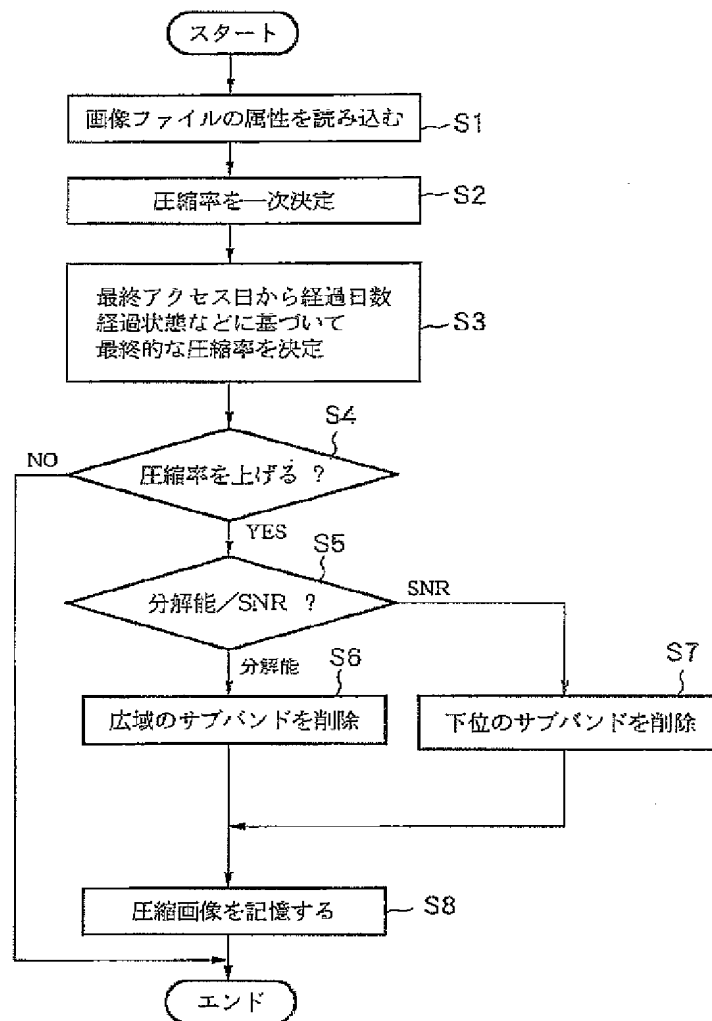 スタート
画像ファイルの属性を読み込む
S1
圧縮率を一次決定
S2
最終アクセス日から経過日数
経過状態などに基づいて
最終的な圧縮率を決定
S3
S4
NO
圧縮率を上げる ?
YES
S5
分解能/SNR ?
SNR
分解能
S6
S7
広域のサブバンドを削除
下位のサブバンドを削除
圧縮画像を記憶する
S8
エンド